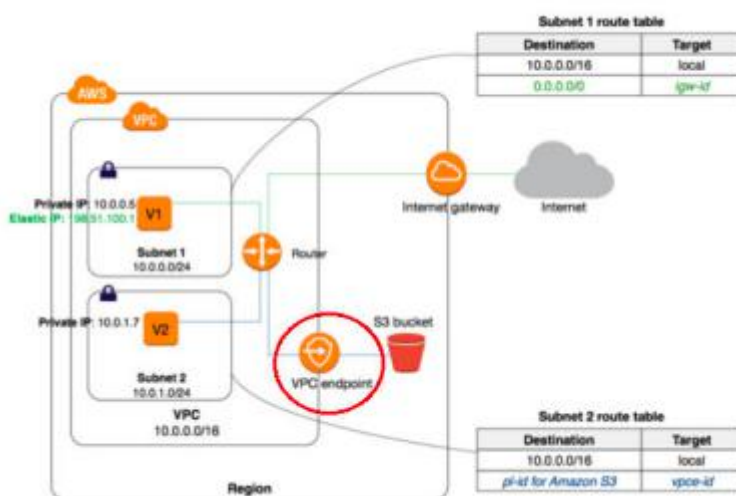 Subnet 1 route table
Destination Target
10.0.0.0/16 local
0.0.0.0/0 igw-id
AWS
VPC
Private IP: 10.0.0.5
Elastic IP: 198.51.100.1
V1
Subnet 1
10.0.0.0/24
Internet gateway
Internet
Router
Private IP: 10.0.1.7
V2
Subnet 2
10.0.1.0/24
S3 bucket
VPC endpoint
VPC
10.0.0.0/16
Region
Subnet 2 route table
Destination Target
10.0.0.0/16 local
pl-id for Amazon S3 vpce-id